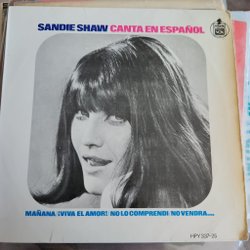 SANDIE SHAW CANTA EN ESPAÑOL
MAÑANA/¡VIVA EL AMOR!/NO LO COMPRENDI/NO VENDRA....
HPY 337-25